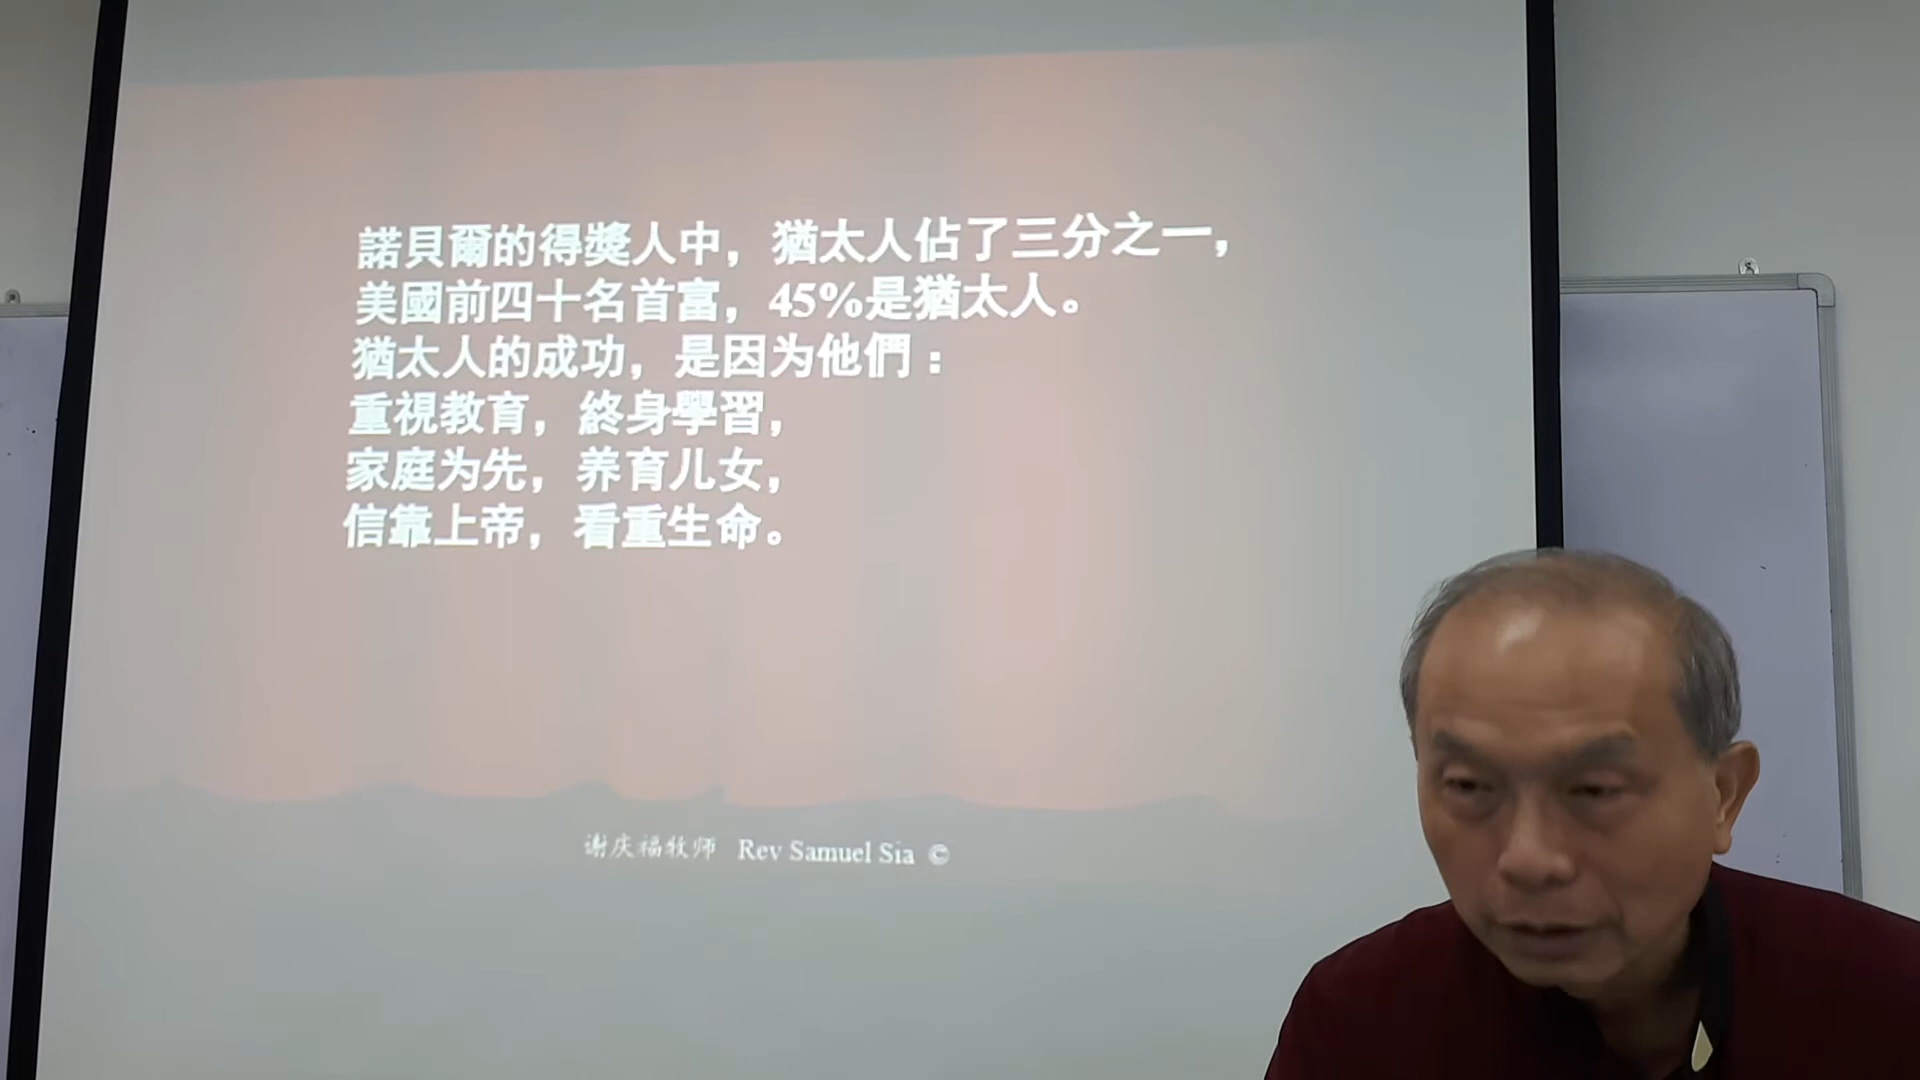 諾貝爾的得獎人中，猶太人佔了三分之一，
美國前四十名首富，45%是猶太人。
猶太人的成功，是因为他們：
重視教育，終身學習，
家庭为先，养育儿女，
信靠上帝，看重生命。
谢庆福牧师 Rev Samuel Sia ©